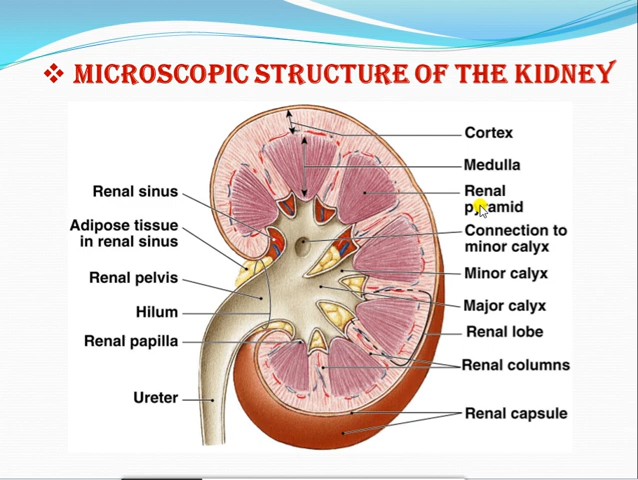 ❖ MICROSCOPIC STRUCTURE OF THE KIDNEY
Cortex
Medulla
Renal
pyramid
Connection to
minor calyx
Minor calyx
Major calyx
Renal lobe
Renal columns
Renal capsule
Renal sinus
Adipose tissue
in renal sinus
Renal pelvis
Hilum
Renal papilla
Ureter